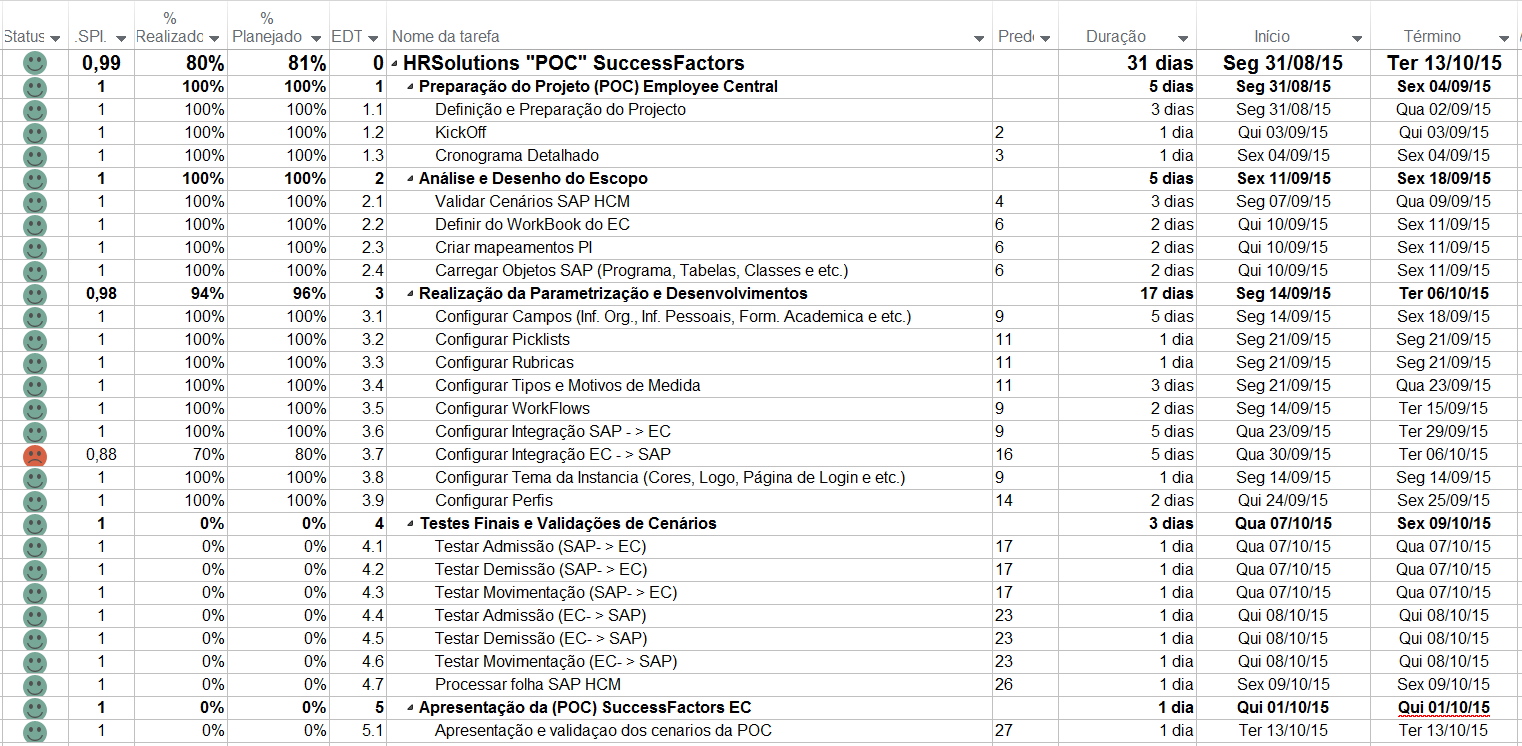 Status .SPI. % Realizado % Planejado EDT Nome da tarefa Prede Duração Início Término
0,99 80% 81% 0 HRSolutions "POC" SuccessFactors 31 dias Seg 31/08/15 Ter 13/10/15
1 100% 100% 1 Preparação do Projeto (POC) Employee Central 5 dias Seg 31/08/15 Sex 04/09/15
1 100% 100% 1.1 Definição e Preparação do Projecto 3 dias Seg 31/08/15 Qua 02/09/15
1 100% 100% 1.2 KickOff 2 1 dia Qui 03/09/15 Qui 03/09/15
1 100% 100% 1.3 Cronograma Detalhado 3 1 dia Sex 04/09/15 Sex 04/09/15
1 100% 100% 2 Análise e Desenho do Escopo 5 dias Sex 11/09/15 Sex 18/09/15
1 100% 100% 2.1 Validar Cenários SAP HCM 4 3 dias Seg 07/09/15 Qua 09/09/15
1 100% 100% 2.2 Definir do WorkBook do EC 6 2 dias Qui 10/09/15 Sex 11/09/15
1 100% 100% 2.3 Criar mapeamentos PI 6 2 dias Qui 10/09/15 Sex 11/09/15
1 100% 100% 2.4 Carregar Objetos SAP (Programa, Tabelas, Classes e etc.) 6 2 dias Qui 10/09/15 Sex 11/09/15
0,98 94% 96% 3 Realização da Parametrização e Desenvolvimentos 17 dias Seg 14/09/15 Ter 06/10/15
1 100% 100% 3.1 Configurar Campos (Inf. Org., Inf. Pessoais, Form. Academica e etc.) 9 5 dias Seg 14/09/15 Sex 18/09/15
1 100% 100% 3.2 Configurar Picklists 11 1 dia Seg 21/09/15 Seg 21/09/15
1 100% 100% 3.3 Configurar Rubricas 11 1 dia Seg 21/09/15 Seg 21/09/15
1 100% 100% 3.4 Configurar Tipos e Motivos de Medida 11 3 dias Seg 21/09/15 Qua 23/09/15
1 100% 100% 3.5 Configurar WorkFlows 9 2 dias Seg 14/09/15 Ter 15/09/15
1 100% 100% 3.6 Configurar Integração SAP - > EC 9 5 dias Qua 23/09/15 Ter 29/09/15
0,88 70% 80% 3.7 Configurar Integração EC - > SAP 16 5 dias Qua 30/09/15 Ter 06/10/15
1 100% 100% 3.8 Configurar Tema da Instancia (Cores, Logo, Página de Login e etc.) 9 1 dia Seg 14/09/15 Seg 14/09/15
1 100% 100% 3.9 Configurar Perfis 14 2 dias Qui 24/09/15 Sex 25/09/15
1 0% 0% 4 Testes Finais e Validações de Cenários 3 dias Qua 07/10/15 Sex 09/10/15
1 0% 0% 4.1 Testar Admissão (SAP- > EC) 17 1 dia Qua 07/10/15 Qua 07/10/15
1 0% 0% 4.2 Testar Demissão (SAP- > EC) 17 1 dia Qua 07/10/15 Qua 07/10/15
1 0% 0% 4.3 Testar Movimentação (SAP- > EC) 17 1 dia Qua 07/10/15 Qua 07/10/15
1 0% 0% 4.4 Testar Admissão (EC- > SAP) 23 1 dia Qui 08/10/15 Qui 08/10/15
1 0% 0% 4.5 Testar Demissão (EC- > SAP) 23 1 dia Qui 08/10/15 Qui 08/10/15
1 0% 0% 4.6 Testar Movimentação (EC- > SAP) 23 1 dia Qui 08/10/15 Qui 08/10/15
1 0% 0% 4.7 Processar folha SAP HCM 26 1 dia Sex 09/10/15 Sex 09/10/15
1 0% 0% 5 Apresentação da (POC) SuccessFactors EC 1 dia Qui 01/10/15 Qui 01/10/15
1 0% 0% 5.1 Apresentação e validaçao dos cenarios da POC 27 1 dia Ter 13/10/15 Ter 13/10/15